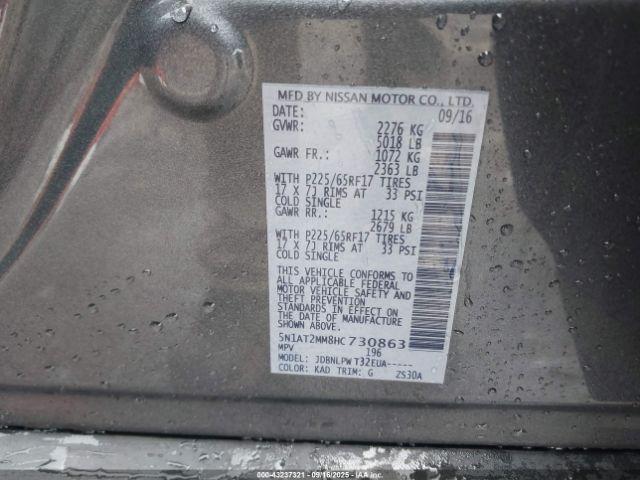 MFD BY NISSAN MOTOR CO., LTD.
DATE: 09/16
GVWR: 2276 KG
5018 LB
GAWR FR.: 1072 KG
2363 LB
WITH P225/65RF17 TIRES
17 X 7J RIMS AT 33 PSI
COLD SINGLE
GAWR RR.: 1215 KG
2679 LB
WITH P225/65RF17 TIRES
17 X 7J RIMS AT 33 PSI
COLD SINGLE
THIS VEHICLE CONFORMS TO
ALL APPLICABLE FEDERAL
MOTOR VEHICLE SAFETY AND
THEFT PREVENTION
STANDARDS IN EFFECT ON
THE DATE OF MANUFACTURE
SHOWN ABOVE.
5N1AT2MM8HC730863
MPV 196
MODEL: JDBNLPW T32EUA-----
COLOR: KAD TRIM: G ZS30A
000-43237321 - 09/16/2025 - IAAI.COM